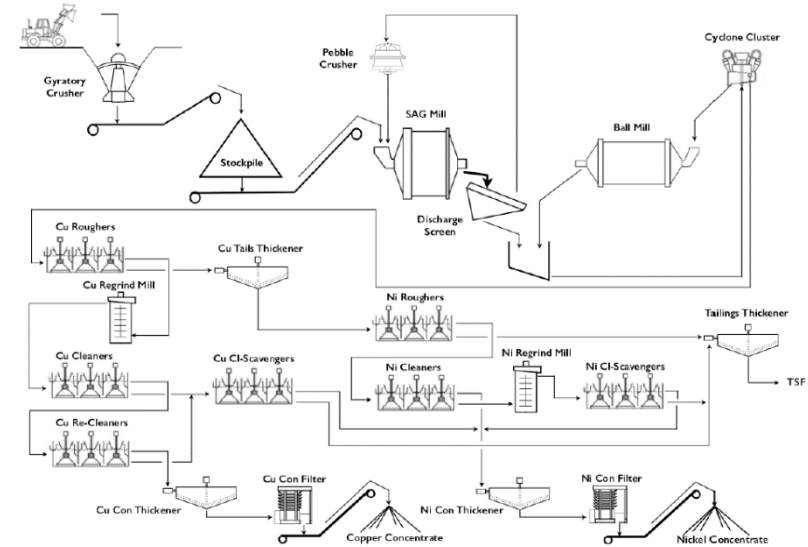 Cyclone Cluster
Pebble
Crusher
Gyratory
Crusher
SAG Mill
Ball Mill
Stockpile
Discharge
Screen
Cu Roughers
Cu Tails Thickener
Cu Regrind Mill
Ni Roughers
Tailings Thickener
Cu Cleaners
Cu Cl-Scavengers
Ni Cleaners
Ni Regrind Mill
Ni Cl-Scavengers
TSF
Cu Re-Cleaners
Cu Con Filter
Ni Con Filter
Cu Con Thickener
Ni Con Thickener
Copper Concentrate
Nickel Concentrate